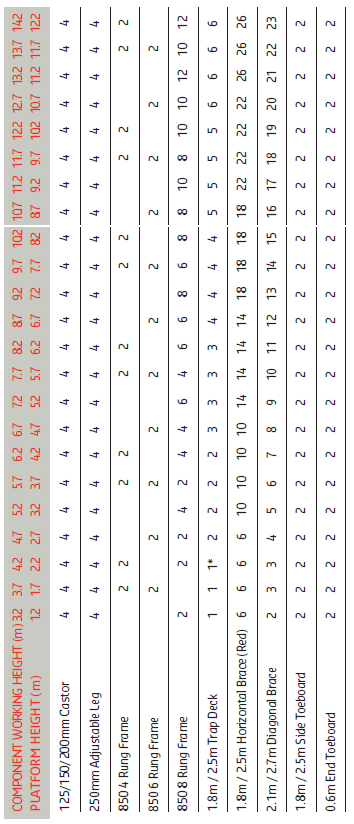 COMPONENT WORKING HEIGHT (m) 3.2 3.7 4.2 4.7 5.2 5.7 6.2 6.7 7.2 7.7 8.2 8.7 9.2 9.7 10.2 10.7 11.2 11.7 12.2 12.7 13.2 13.7 14.2
PLATFORM HEIGHT (m) 1.2 1.7 2.2 2.7 3.2 3.7 4.2 4.7 5.2 5.7 6.2 6.7 7.2 7.7 8.2 8.7 9.2 9.7 10.2 10.7 11.2 11.7 12.2
125/150/200mm Castor 4 4 4 4 4 4 4 4 4 4 4 4 4 4 4 4 4 4 4 4 4 4 4
250mm Adjustable Leg 4 4 4 4 4 4 4 4 4 4 4 4 4 4 4 4 4 4 4 4 4 4 4
850 4 Rung Frame 2 2 2 2 2 2 2 2 2 2 2 2
850 6 Rung Frame 2 2 2 2 2 2 2 2 2 2 2
850 8 Rung Frame 2 2 2 4 2 4 4 6 4 6 6 8 6 8 8 10 8 10 10 12 10 12
1.8m / 2.5m Trap Deck 1 1 1* 2 2 2 2 3 3 3 3 4 4 4 4 5 5 5 5 6 6 6 6
1.8m / 2.5m Horizontal Brace (Red) 6 6 6 6 10 10 10 10 14 14 14 14 18 18 18 18 22 22 22 22 26 26 26
2.1m / 2.7m Diagonal Brace 2 3 3 4 5 6 7 8 9 10 11 12 13 14 15 16 17 18 19 20 21 22 23
1.8m / 2.5m Side Toeboard 2 2 2 2 2 2 2 2 2 2 2 2 2 2 2 2 2 2 2 2 2 2 2
0.6m End Toeboard 2 2 2 2 2 2 2 2 2 2 2 2 2 2 2 2 2 2 2 2 2 2 2